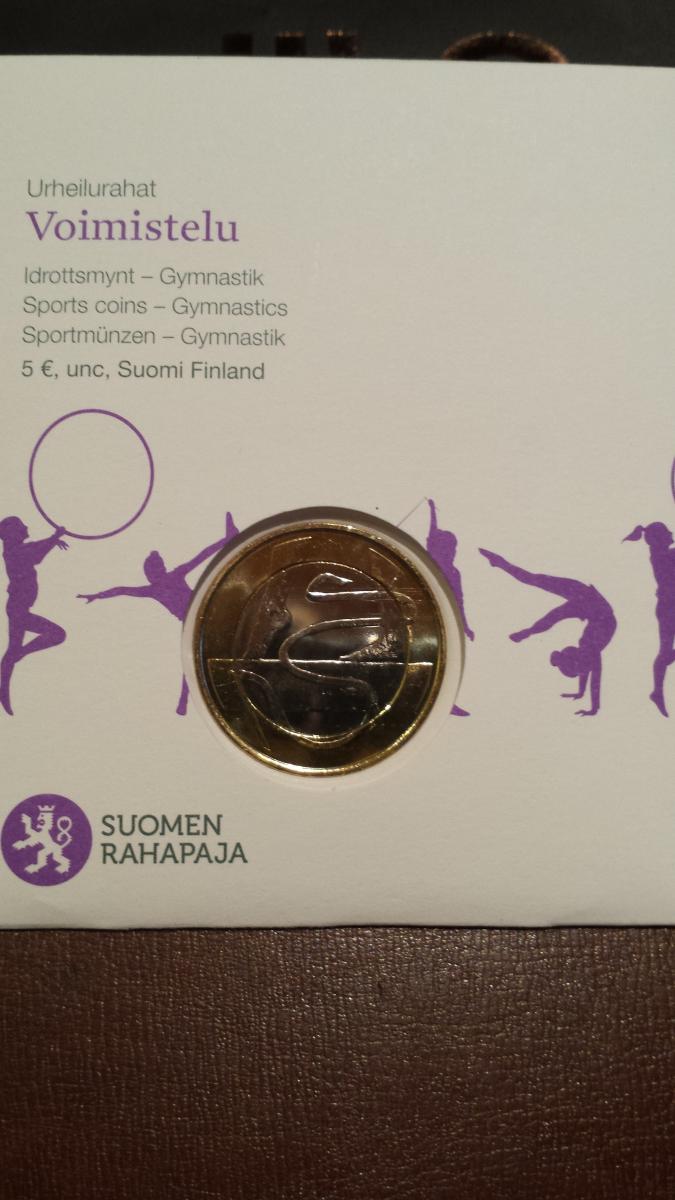 Urheilurahat
Voimistelu
Idrottsmynt – Gymnastik
Sports coins – Gymnastics
Sportmünzen – Gymnastik
5 €, unc, Suomi Finland
SUOMEN
RAHAPAJA